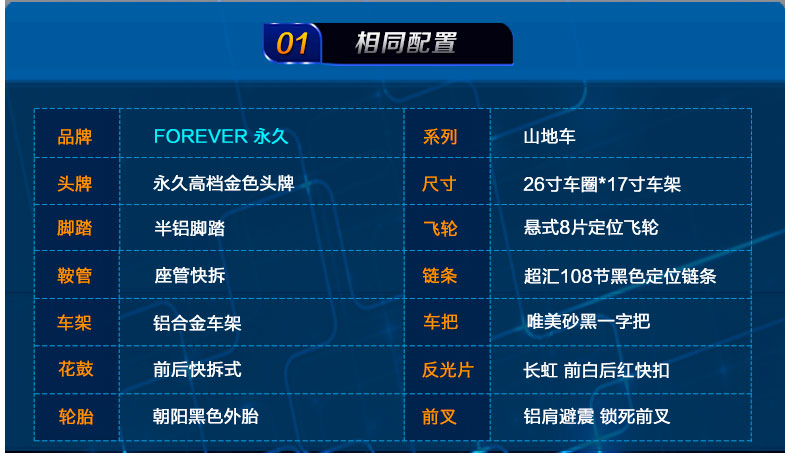 01 相同配置
品牌 FOREVER 永久 系列 山地车
头牌 永久高档金色头牌 尺寸 26寸车圈*17寸车架
脚踏 半铝脚踏 飞轮 悬式8片定位飞轮
鞍管 座管快拆 链条 超汇108节黑色定位链条
车架 铝合金车架 车把 唯美砂黑一字把
花鼓 前后快拆式 反光片 长虹 前白后红快扣
轮胎 朝阳黑色外胎 前叉 铝肩避震 锁死前叉